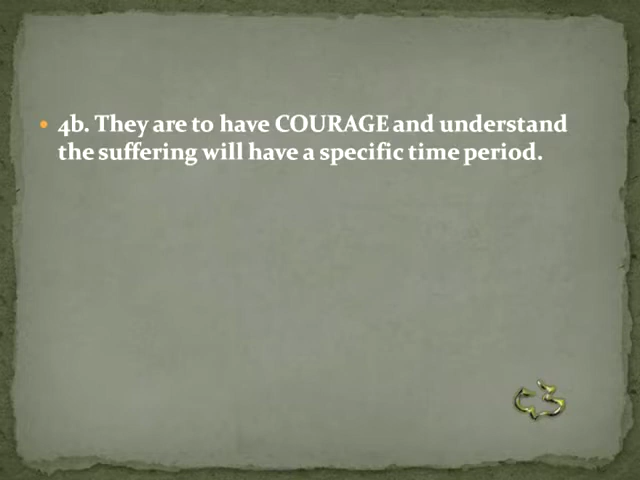 • 4b. They are to have COURAGE and understand
the suffering will have a specific time period.